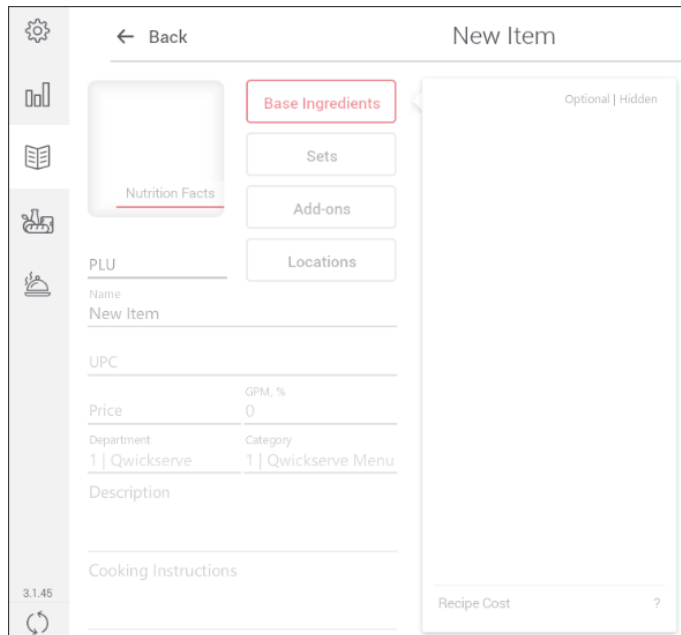 ← Back
New Item
Base Ingredients
Optional | Hidden
Sets
Nutrition Facts
Add-ons
PLU
Locations
Name
New Item
UPC
GPM, %
Price
0
Department
Category
1 | Qwickserve
1 | Qwickserve Menu
Description
Cooking Instructions
Recipe Cost ?
3.1.45